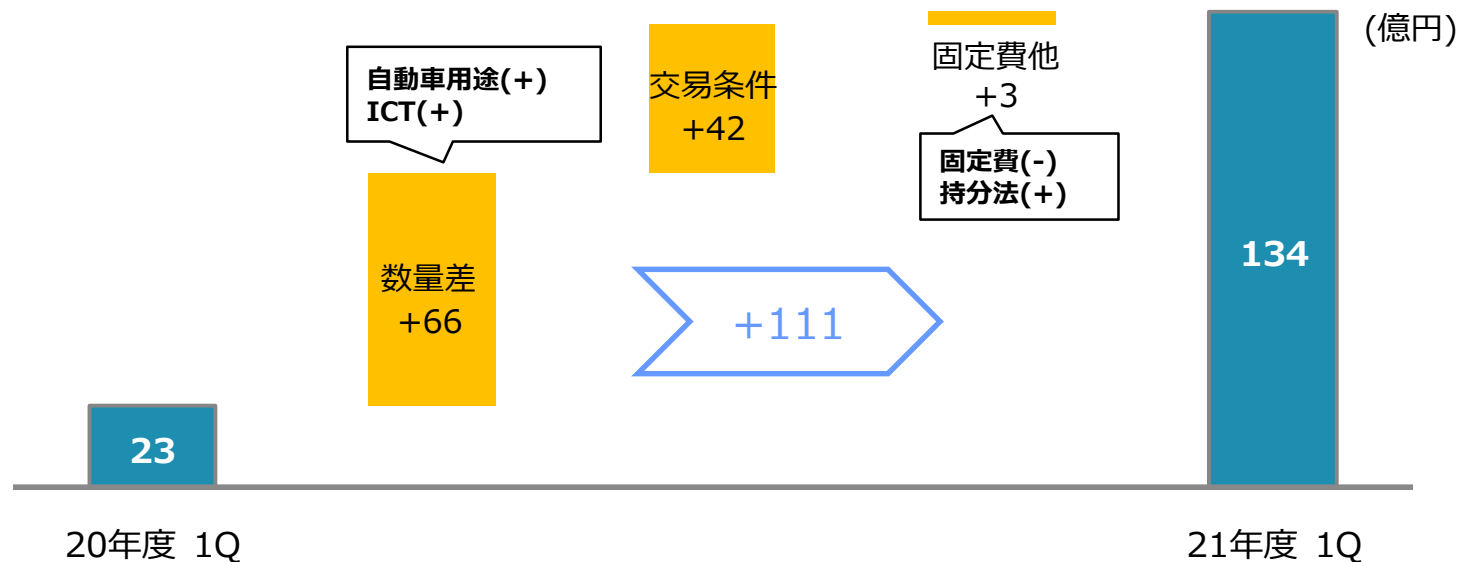 (億円)
自動車用途(+)
ICT(+)
交易条件
+42
固定費他
+3
固定費(-)
持分法(+)
数量差
+66
+111
134
23
20年度 1Q
21年度 1Q